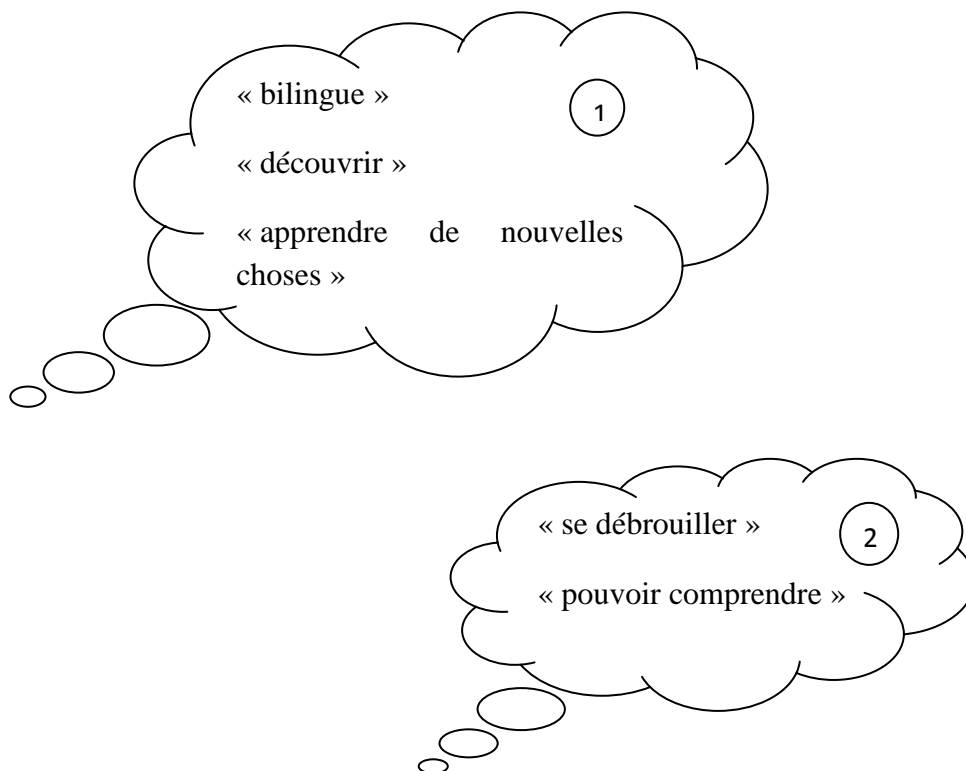 « bilingue »
1
« découvrir »
« apprendre de nouvelles
choses »
« se débrouiller »
2
« pouvoir comprendre »